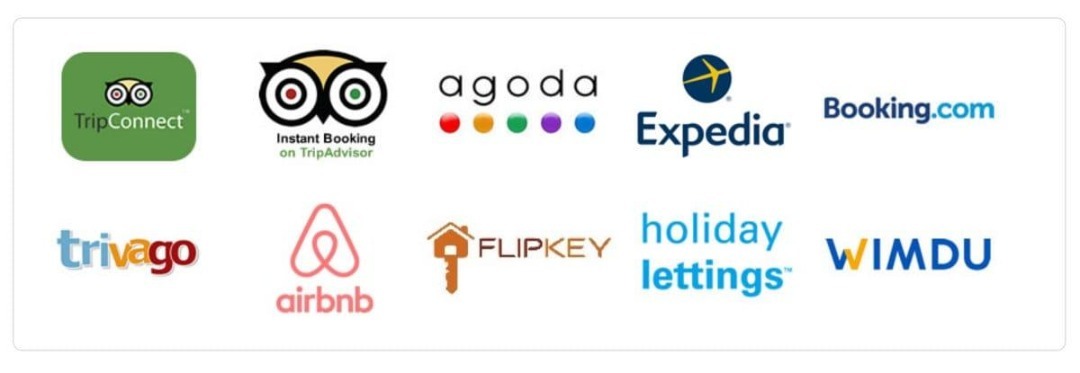 TripConnect™
Instant Booking
on TripAdvisor
agoda
Expedia®
Booking.com
trivago
airbnb
FLIPKEY
holiday
lettings™
WIMDU